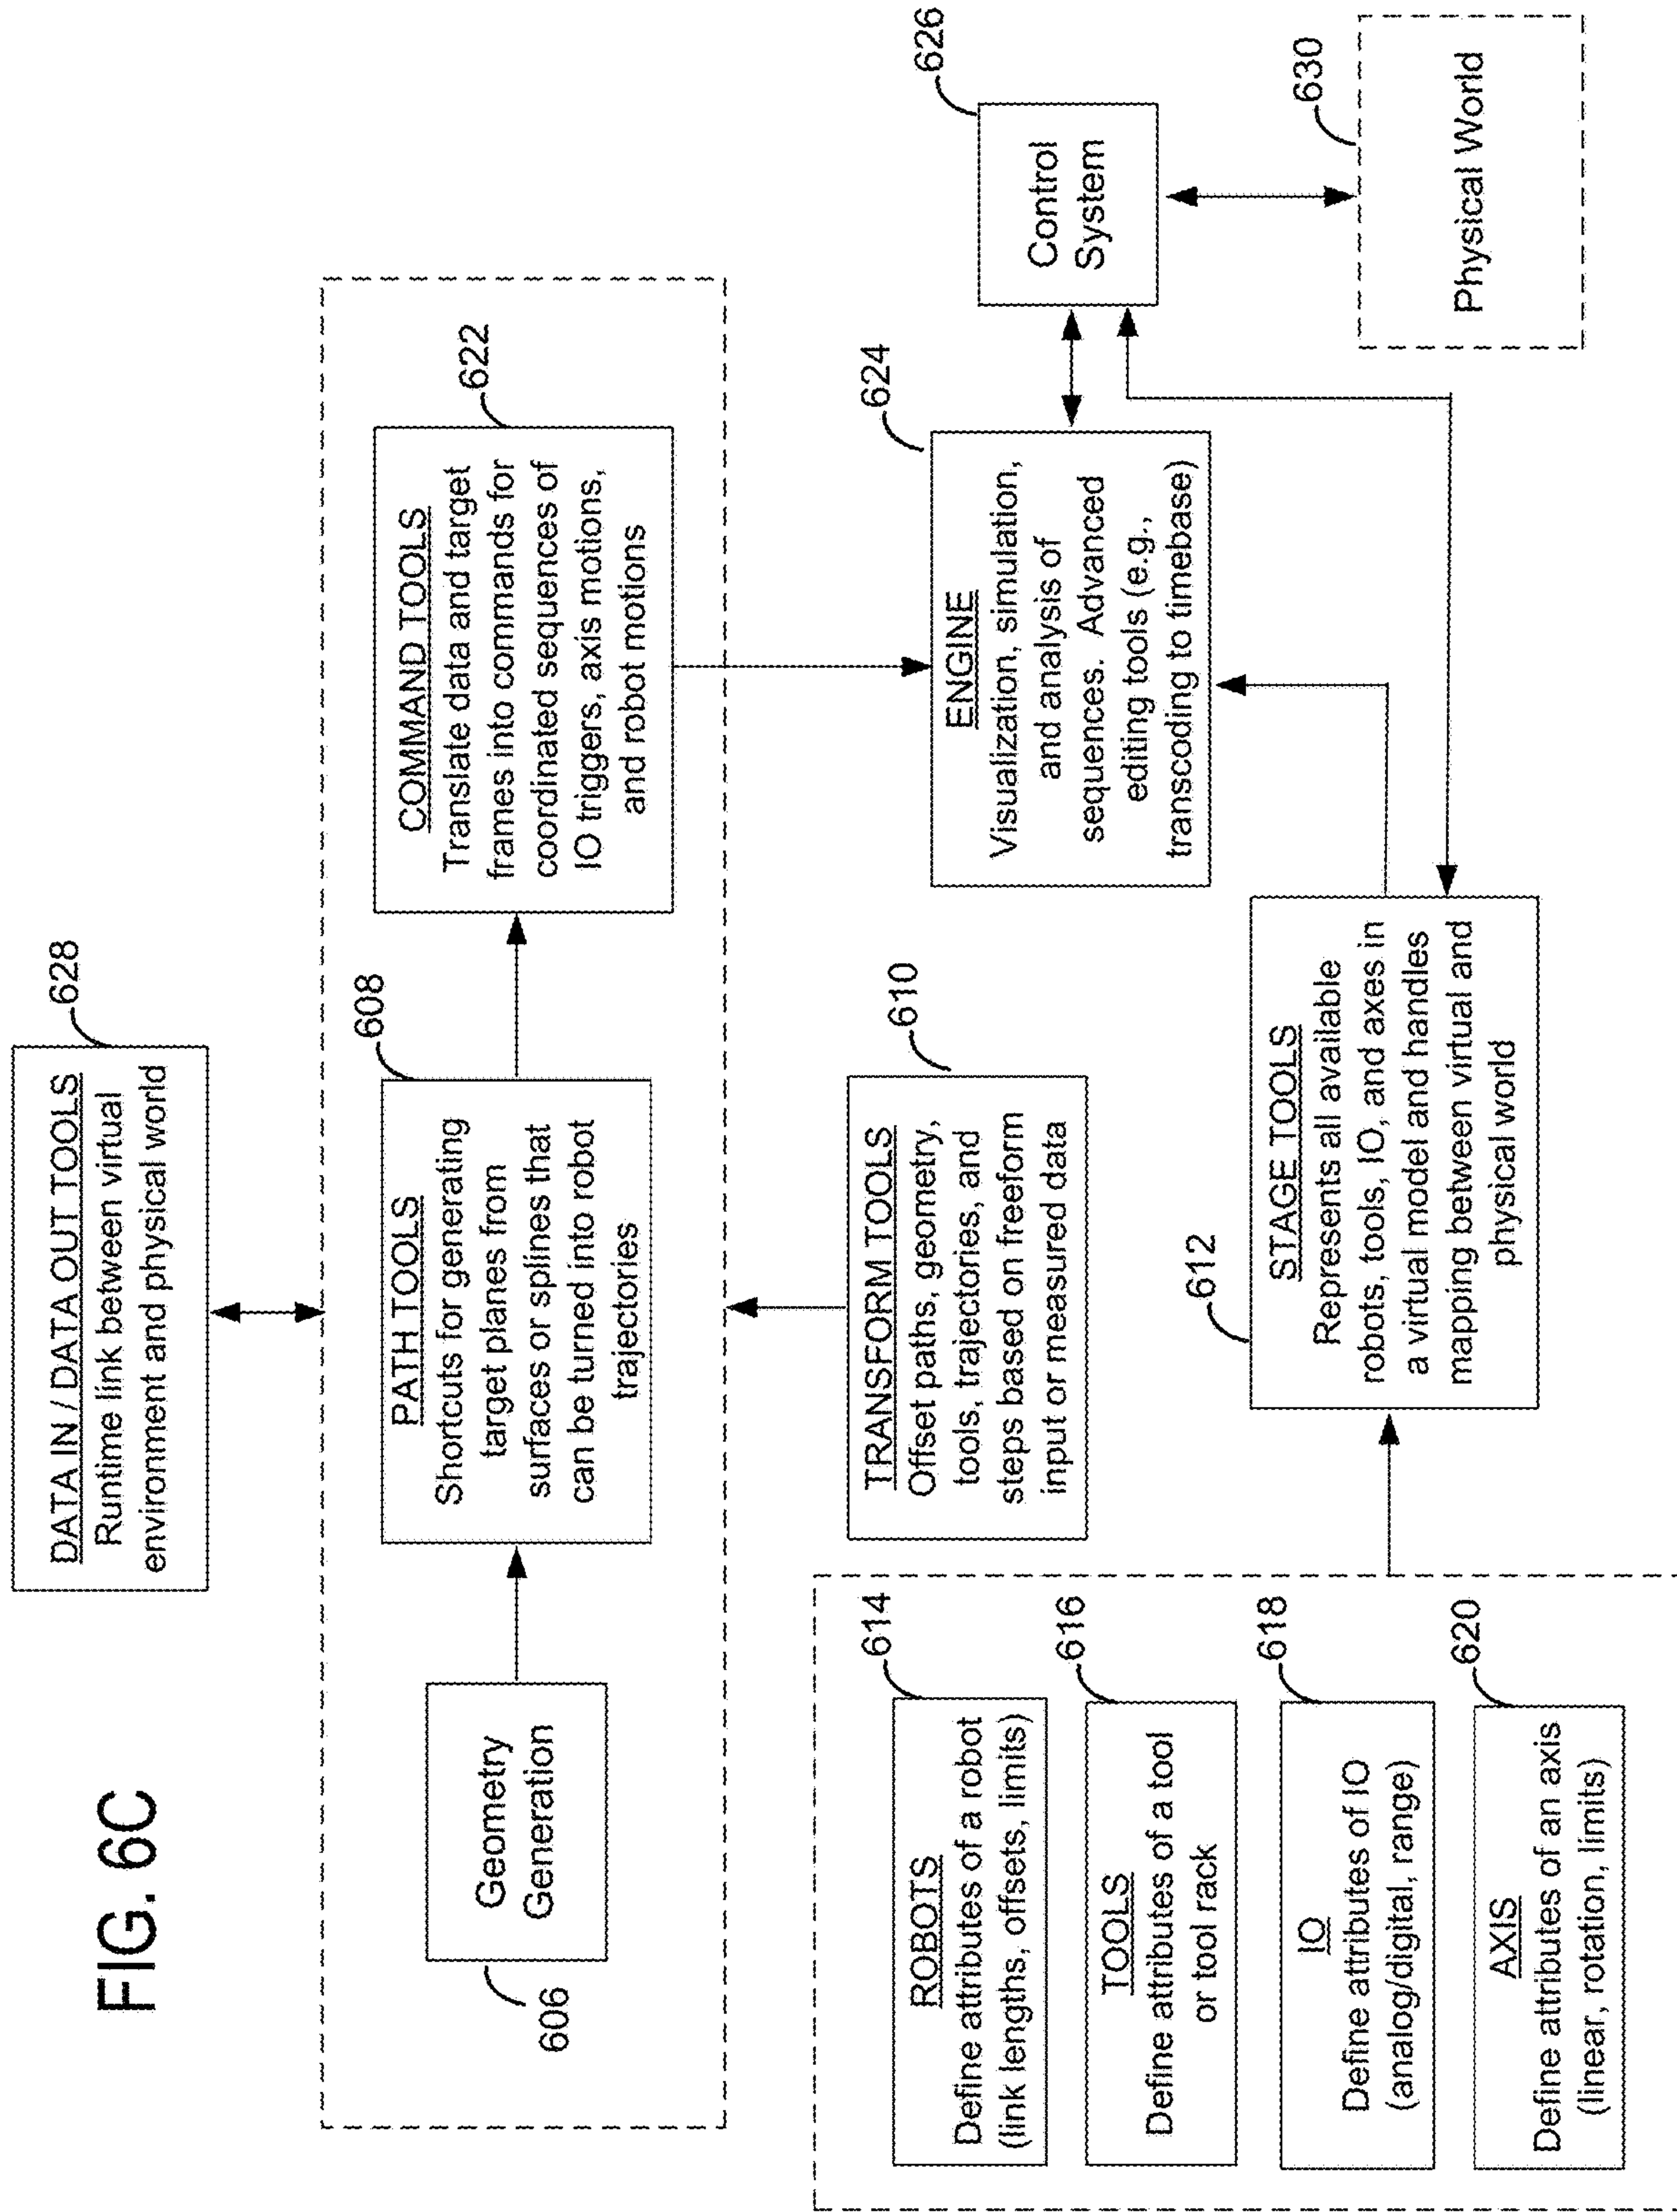 FIG. 6C
DATA IN / DATA OUT TOOLS
Runtime link between virtual
environment and physical world
628
Geometry
Generation
606
PATH TOOLS
Shortcuts for generating
target planes from
surfaces or splines that
can be turned into robot
trajectories
608
COMMAND TOOLS
Translate data and target
frames into commands for
coordinated sequences of
IO triggers, axis motions,
and robot motions
622
TRANSFORM TOOLS
Offset paths, geometry,
tools, trajectories, and
steps based on freeform
input or measured data
610
ENGINE
Visualization, simulation,
and analysis of
sequences. Advanced
editing tools (e.g.,
transcoding to timebase)
624
Control
System
626
ROBOTS
Define attributes of a robot
(link lengths, offsets, limits)
614
TOOLS
Define attributes of a tool
or tool rack
616
IO
Define attributes of IO
(analog/digital, range)
618
AXIS
Define attributes of an axis
(linear, rotation, limits)
620
STAGE TOOLS
Represents all available
robots, tools, IO, and axes in
a virtual model and handles
mapping between virtual and
physical world
612
Physical World
630